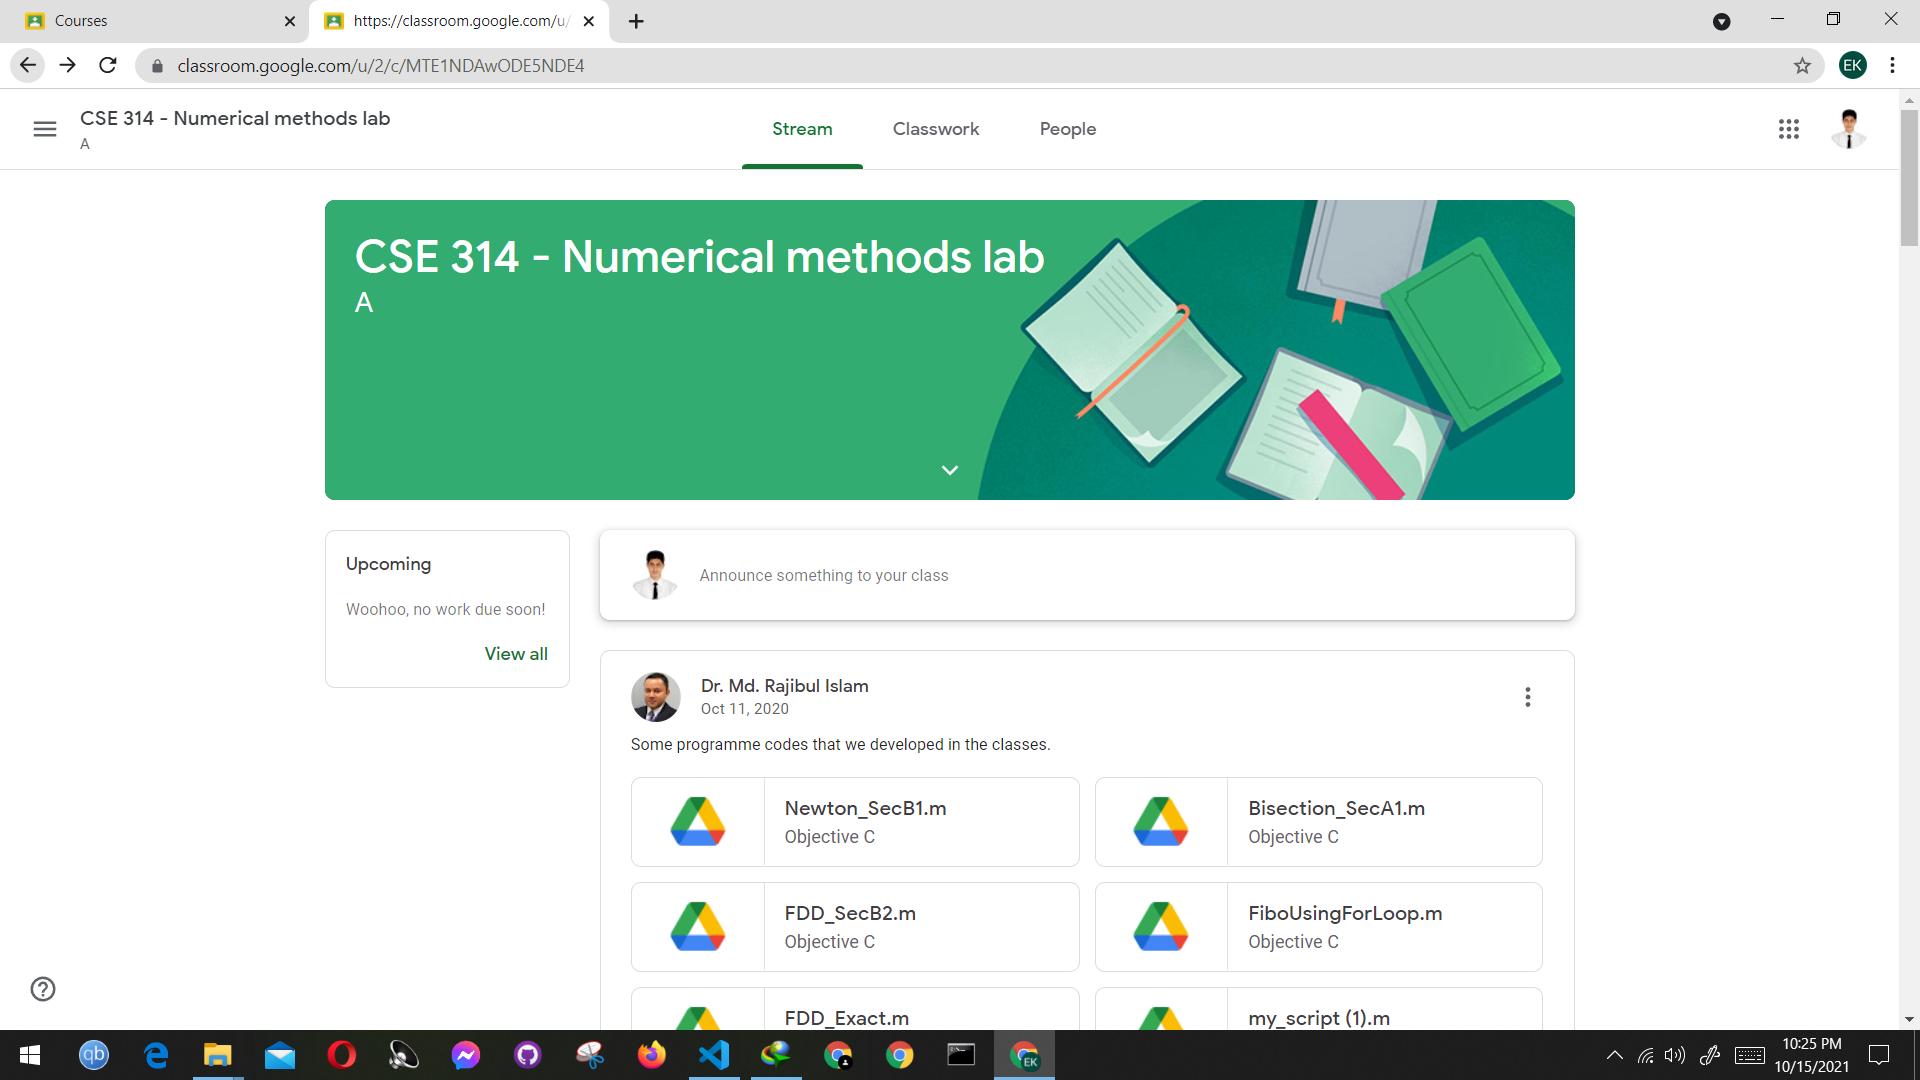 Courses
https://classroom.google.com/u/
classroom.google.com/u/2/c/MTE1NDAwODE5NDE4
EK
CSE 314 - Numerical methods lab
A
Stream
Classwork
People
CSE 314 - Numerical methods lab
A
Upcoming
Woohoo, no work due soon!
View all
Announce something to your class
Dr. Md. Rajibul Islam
Oct 11, 2020
Some programme codes that we developed in the classes.
Newton_SecB1.m
Objective C
Bisection_SecA1.m
Objective C
FDD_SecB2.m
Objective C
FiboUsingForLoop.m
Objective C
FDD_Exact.m
my_script (1).m
qb
EK
10:25 PM
10/15/2021